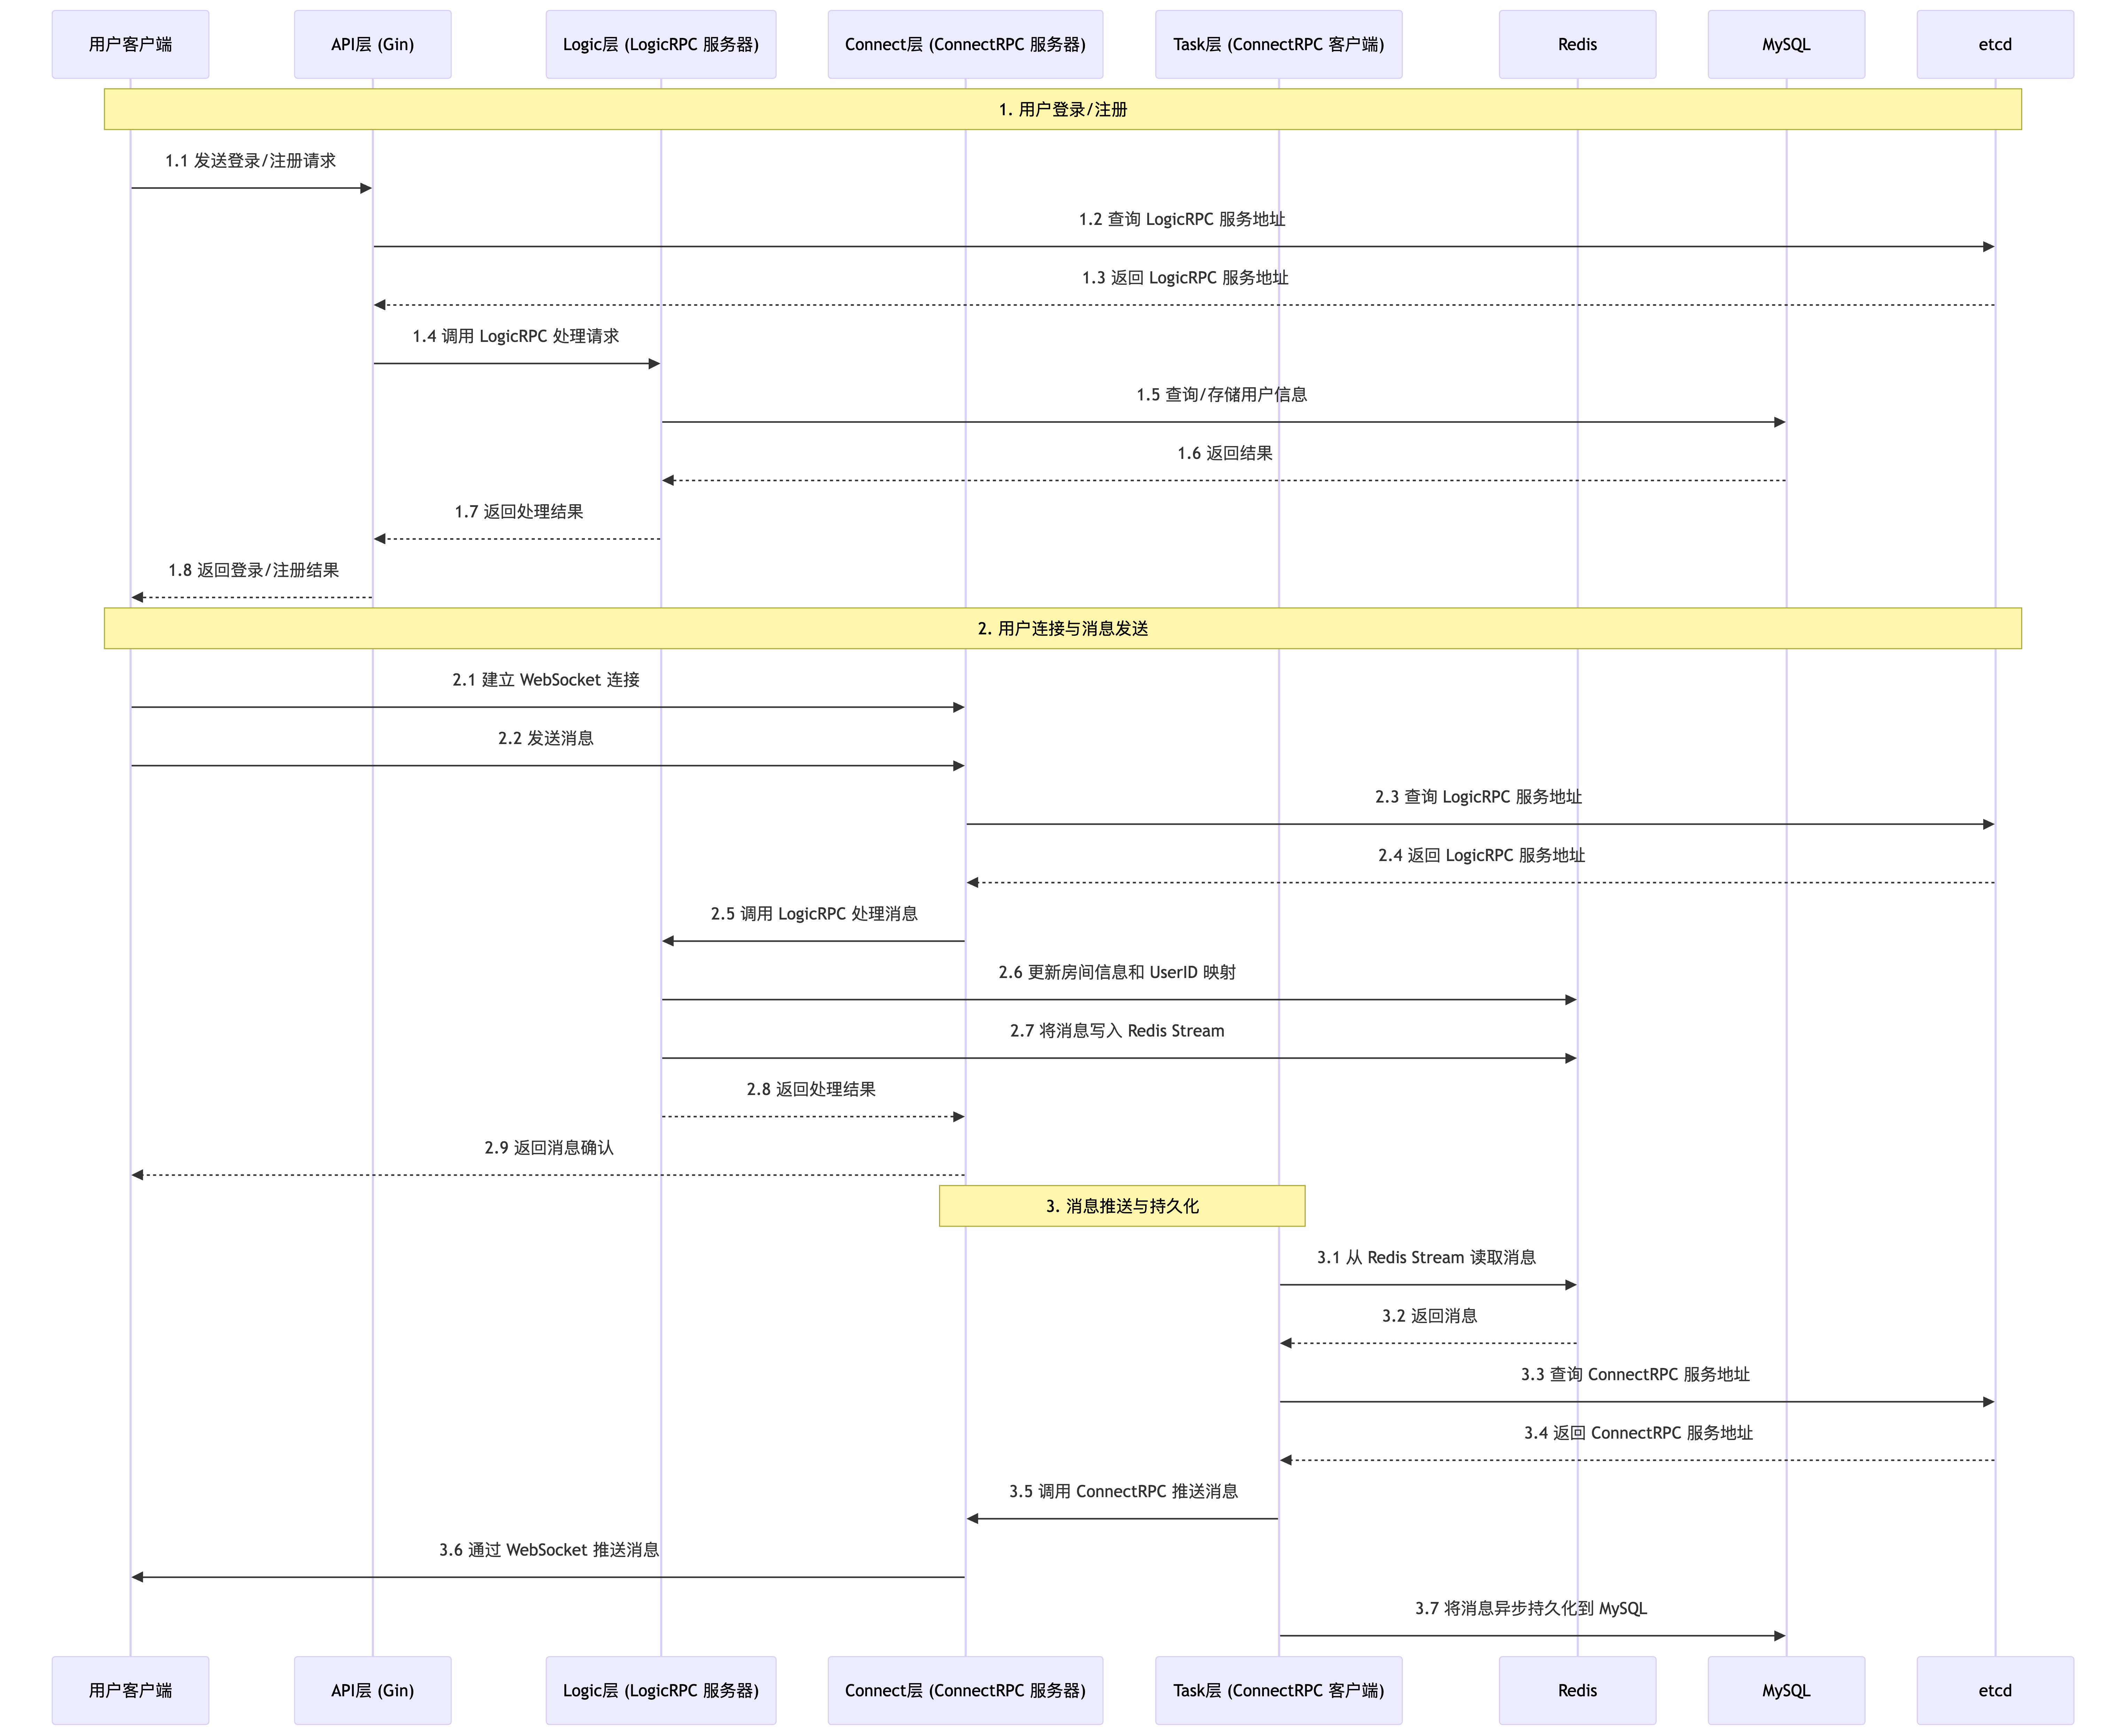 用户客户端
API层 (Gin)
Logic层 (LogicRPC 服务器)
Connect层 (ConnectRPC 服务器)
Task层 (ConnectRPC 客户端)
Redis
MySQL
etcd
1. 用户登录/注册
1.1 发送登录/注册请求
1.2 查询 LogicRPC 服务地址
1.3 返回 LogicRPC 服务地址
1.4 调用 LogicRPC 处理请求
1.5 查询/存储用户信息
1.6 返回结果
1.7 返回处理结果
1.8 返回登录/注册结果
2. 用户连接与消息发送
2.1 建立 WebSocket 连接
2.2 发送消息
2.3 查询 LogicRPC 服务地址
2.4 返回 LogicRPC 服务地址
2.5 调用 LogicRPC 处理消息
2.6 更新房间信息和 UserID 映射
2.7 将消息写入 Redis Stream
2.8 返回处理结果
2.9 返回消息确认
3. 消息推送与持久化
3.1 从 Redis Stream 读取消息
3.2 返回消息
3.3 查询 ConnectRPC 服务地址
3.4 返回 ConnectRPC 服务地址
3.5 调用 ConnectRPC 推送消息
3.6 通过 WebSocket 推送消息
3.7 将消息异步持久化到 MySQL
用户客户端
API层 (Gin)
Logic层 (LogicRPC 服务器)
Connect层 (ConnectRPC 服务器)
Task层 (ConnectRPC 客户端)
Redis
MySQL
etcd